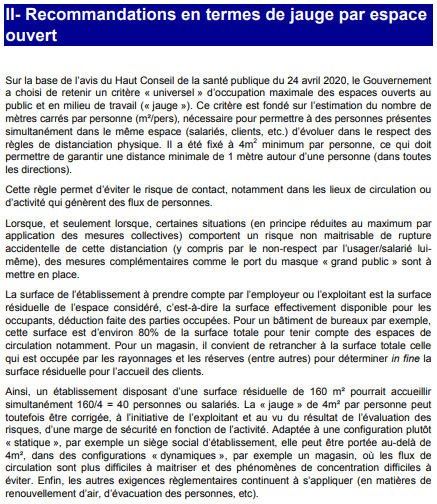 II- Recommandations en termes de jauge par espace
ouvert
Sur la base de l'avis du Haut Conseil de la santé publique du 24 avril 2020, le Gouvernement
a choisi de retenir un critère « universel » d'occupation maximale des espaces ouverts au
public et en milieu de travail (« jauge »). Ce critère est fondé sur l'estimation du nombre de
mètres carrés par personne (m²/pers), nécessaire pour permettre à des personnes présentes
simultanément dans le même espace (salariés, clients, etc.) d'évoluer dans le respect des
règles de distanciation physique. Il a été fixé à 4m² minimum par personne, ce qui doit
permettre de garantir une distance minimale de 1 mètre autour d'une personne (dans toutes
les directions).
Cette règle permet d'éviter le risque de contact, notamment dans les lieux de circulation ou
d'activité qui génèrent des flux de personnes.
Lorsque, et seulement lorsque, certaines situations (en principe réduites au maximum par
application des mesures collectives) comportent un risque non maitrisable de rupture
accidentelle de cette distanciation (y compris par le non-respect par l'usager/salarié lui-
même), des mesures complémentaires comme le port du masque « grand public » sont à
mettre en place.
La surface de l'établissement à prendre compte par l'employeur ou l'exploitant est la surface
résiduelle de l'espace considéré, c'est-à-dire la surface effectivement disponible pour les
occupants, déduction faite des parties occupées. Pour un bâtiment de bureaux par exemple,
cette surface est d'environ 80% de la surface totale pour tenir compte des espaces de
circulation notamment. Pour un magasin, il convient de retrancher à la surface totale celle
qui est occupée par les rayonnages et les réserves (entre autres) pour déterminer in fine la
surface résiduelle pour l'accueil des clients.
Ainsi, un établissement disposant d'une surface résiduelle de 160 m² pourrait accueillir
simultanément 160/4 = 40 personnes ou salariés. La « jauge » de 4m² par personne peut
toutefois être corrigée, à l'initiative de l'exploitant et au vu du résultat de l'évaluation des
risques, d'une marge de sécurité en fonction de l'activité. Adaptée à une configuration plutôt
« statique », par exemple un siège social d'établissement, elle peut être portée au-delà de
4m², dans des configurations « dynamiques », par exemple un magasin, où les flux de
circulation sont plus difficiles à maitriser et des phénomènes de concentration difficiles à
éviter. Enfin, les autres exigences règlementaires continuent à s'appliquer (en matières de
renouvellement d'air, d'évacuation des personnes, etc).